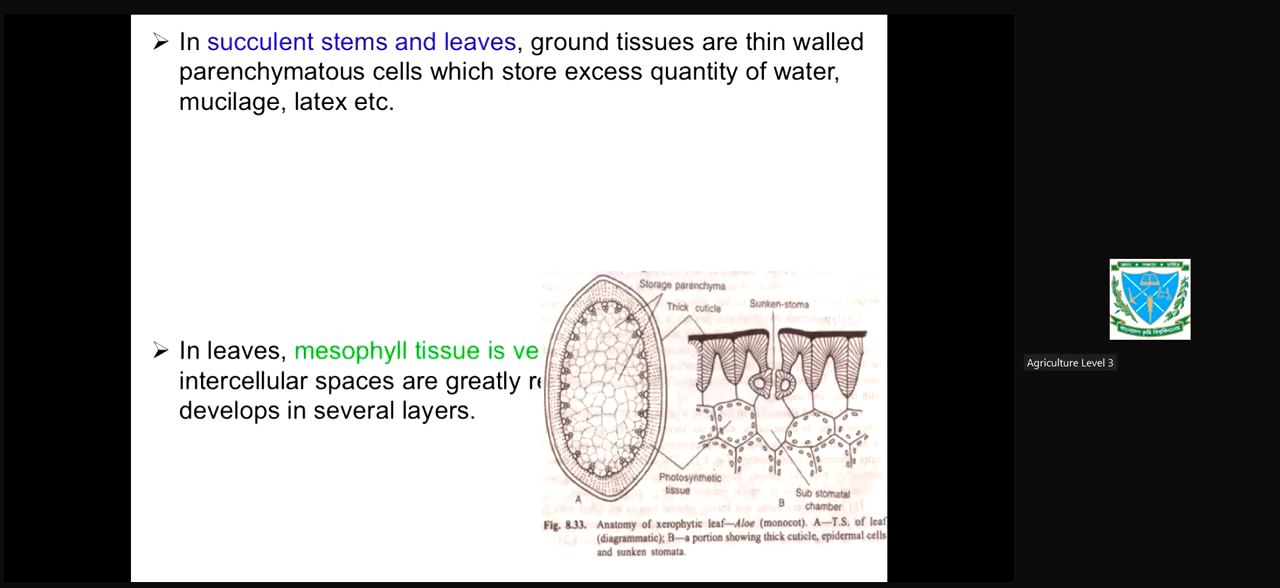 ➢ In succulent stems and leaves, ground tissues are thin walled
parenchymatous cells which store excess quantity of water,
mucilage, latex etc.
➢ In leaves, mesophyll tissue is ve
intercellular spaces are greatly re
develops in several layers.
Storage parenchyma
Thick cuticle
Sunken-stoma
Photosynthetic
tissue
A
B
Sub stomatal
chamber
Fig. 8.33. Anatomy of xerophytic leaf—Aloe (monocot). A—T.S. of leaf
(diagrammatic); B—a portion showing thick cuticle, epidermal cells
and sunken stomata.
Agriculture Level 3